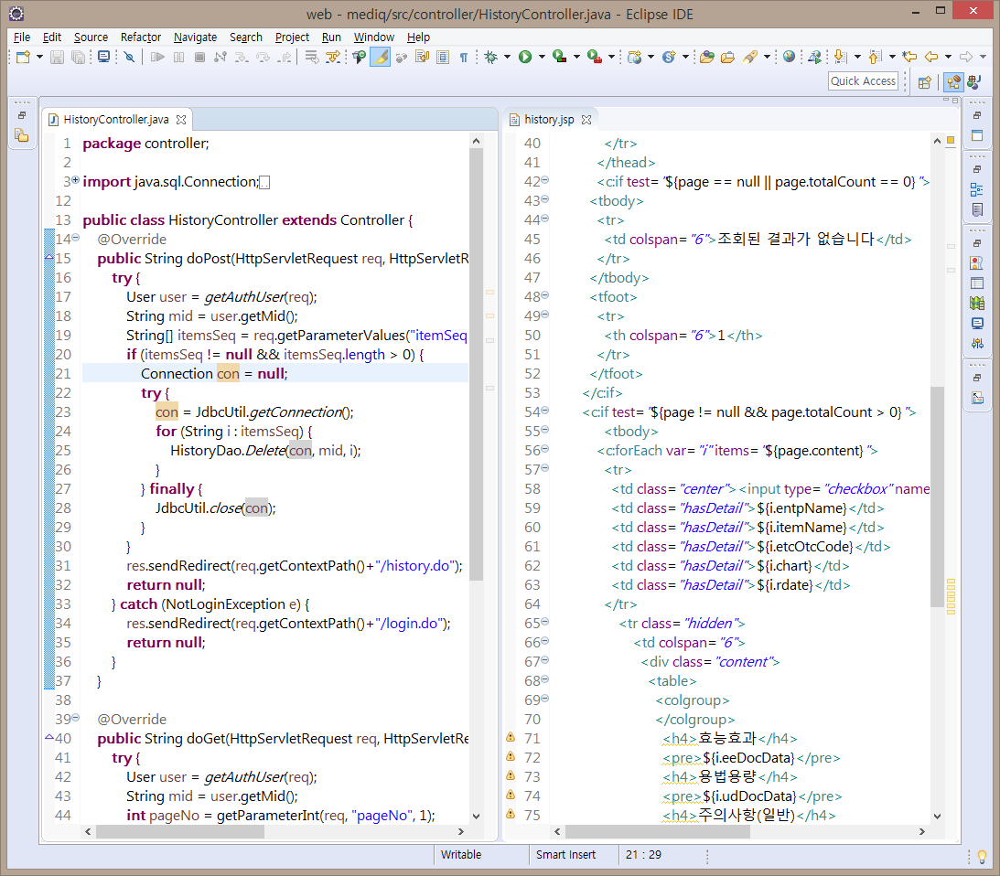 web - mediq/src/controller/HistoryController.java - Eclipse IDE
File Edit Source Refactor Navigate Search Project Run Window Help
Quick Access
HistoryController.java
1 package controller;
2
3 import java.sql.Connection;
12
13 public class HistoryController extends Controller {
14 @Override
15 public String doPost(HttpServletRequest req, HttpServletR
16 try {
17 User user = getAuthUser(req);
18 String mid = user.getMid();
19 String[] itemsSeq = req.getParameterValues("itemSeq
20 if (itemsSeq != null && itemsSeq.length > 0) {
21 Connection con = null;
22 try {
23 con = JdbcUtil.getConnection();
24 for (String i : itemsSeq) {
25 HistoryDao.Delete(con, mid, i);
26 }
27 } finally {
28 JdbcUtil.close(con);
29 }
30 }
31 res.sendRedirect(req.getContextPath()+"/history.do");
32 return null;
33 } catch (NotLoginException e) {
34 res.sendRedirect(req.getContextPath()+"/login.do");
35 return null;
36 }
37 }
38
39 @Override
40 public String doGet(HttpServletRequest req, HttpServletRe
41 try {
42 User user = getAuthUser(req);
43 String mid = user.getMid();
44 int pageNo = getParameterInt(req, "pageNo", 1);
history.jsp
40 </tr>
41 </thead>
42 <c:if test="${page == null || page.totalCount == 0}">
43 <tbody>
44 <tr>
45 <td colspan="6">조회된 결과가 없습니다</td>
46 </tr>
47 </tbody>
48 <tfoot>
49 <tr>
50 <th colspan="6">1</th>
51 </tr>
52 </tfoot>
53 </c:if>
54 <c:if test="${page != null && page.totalCount > 0}">
55 <tbody>
56 <c:forEach var="i" items="${page.content}">
57 <tr>
58 <td class="center"><input type="checkbox" name
59 <td class="hasDetail">${i.entpName}</td>
60 <td class="hasDetail">${i.itemName}</td>
61 <td class="hasDetail">${i.etcOtcCode}</td>
62 <td class="hasDetail">${i.chart}</td>
63 <td class="hasDetail">${i.rdate}</td>
64 </tr>
65 <tr class="hidden">
66 <td colspan="6">
67 <div class="content">
68 <table>
69 <colgroup>
70 </colgroup>
71 <h4>효능효과</h4>
72 <pre>${i.eeDocData}</pre>
73 <h4>용법용량</h4>
74 <pre>${i.udDocData}</pre>
75 <h4>주의사항(일반)</h4>
Writable Smart Insert 21 : 29